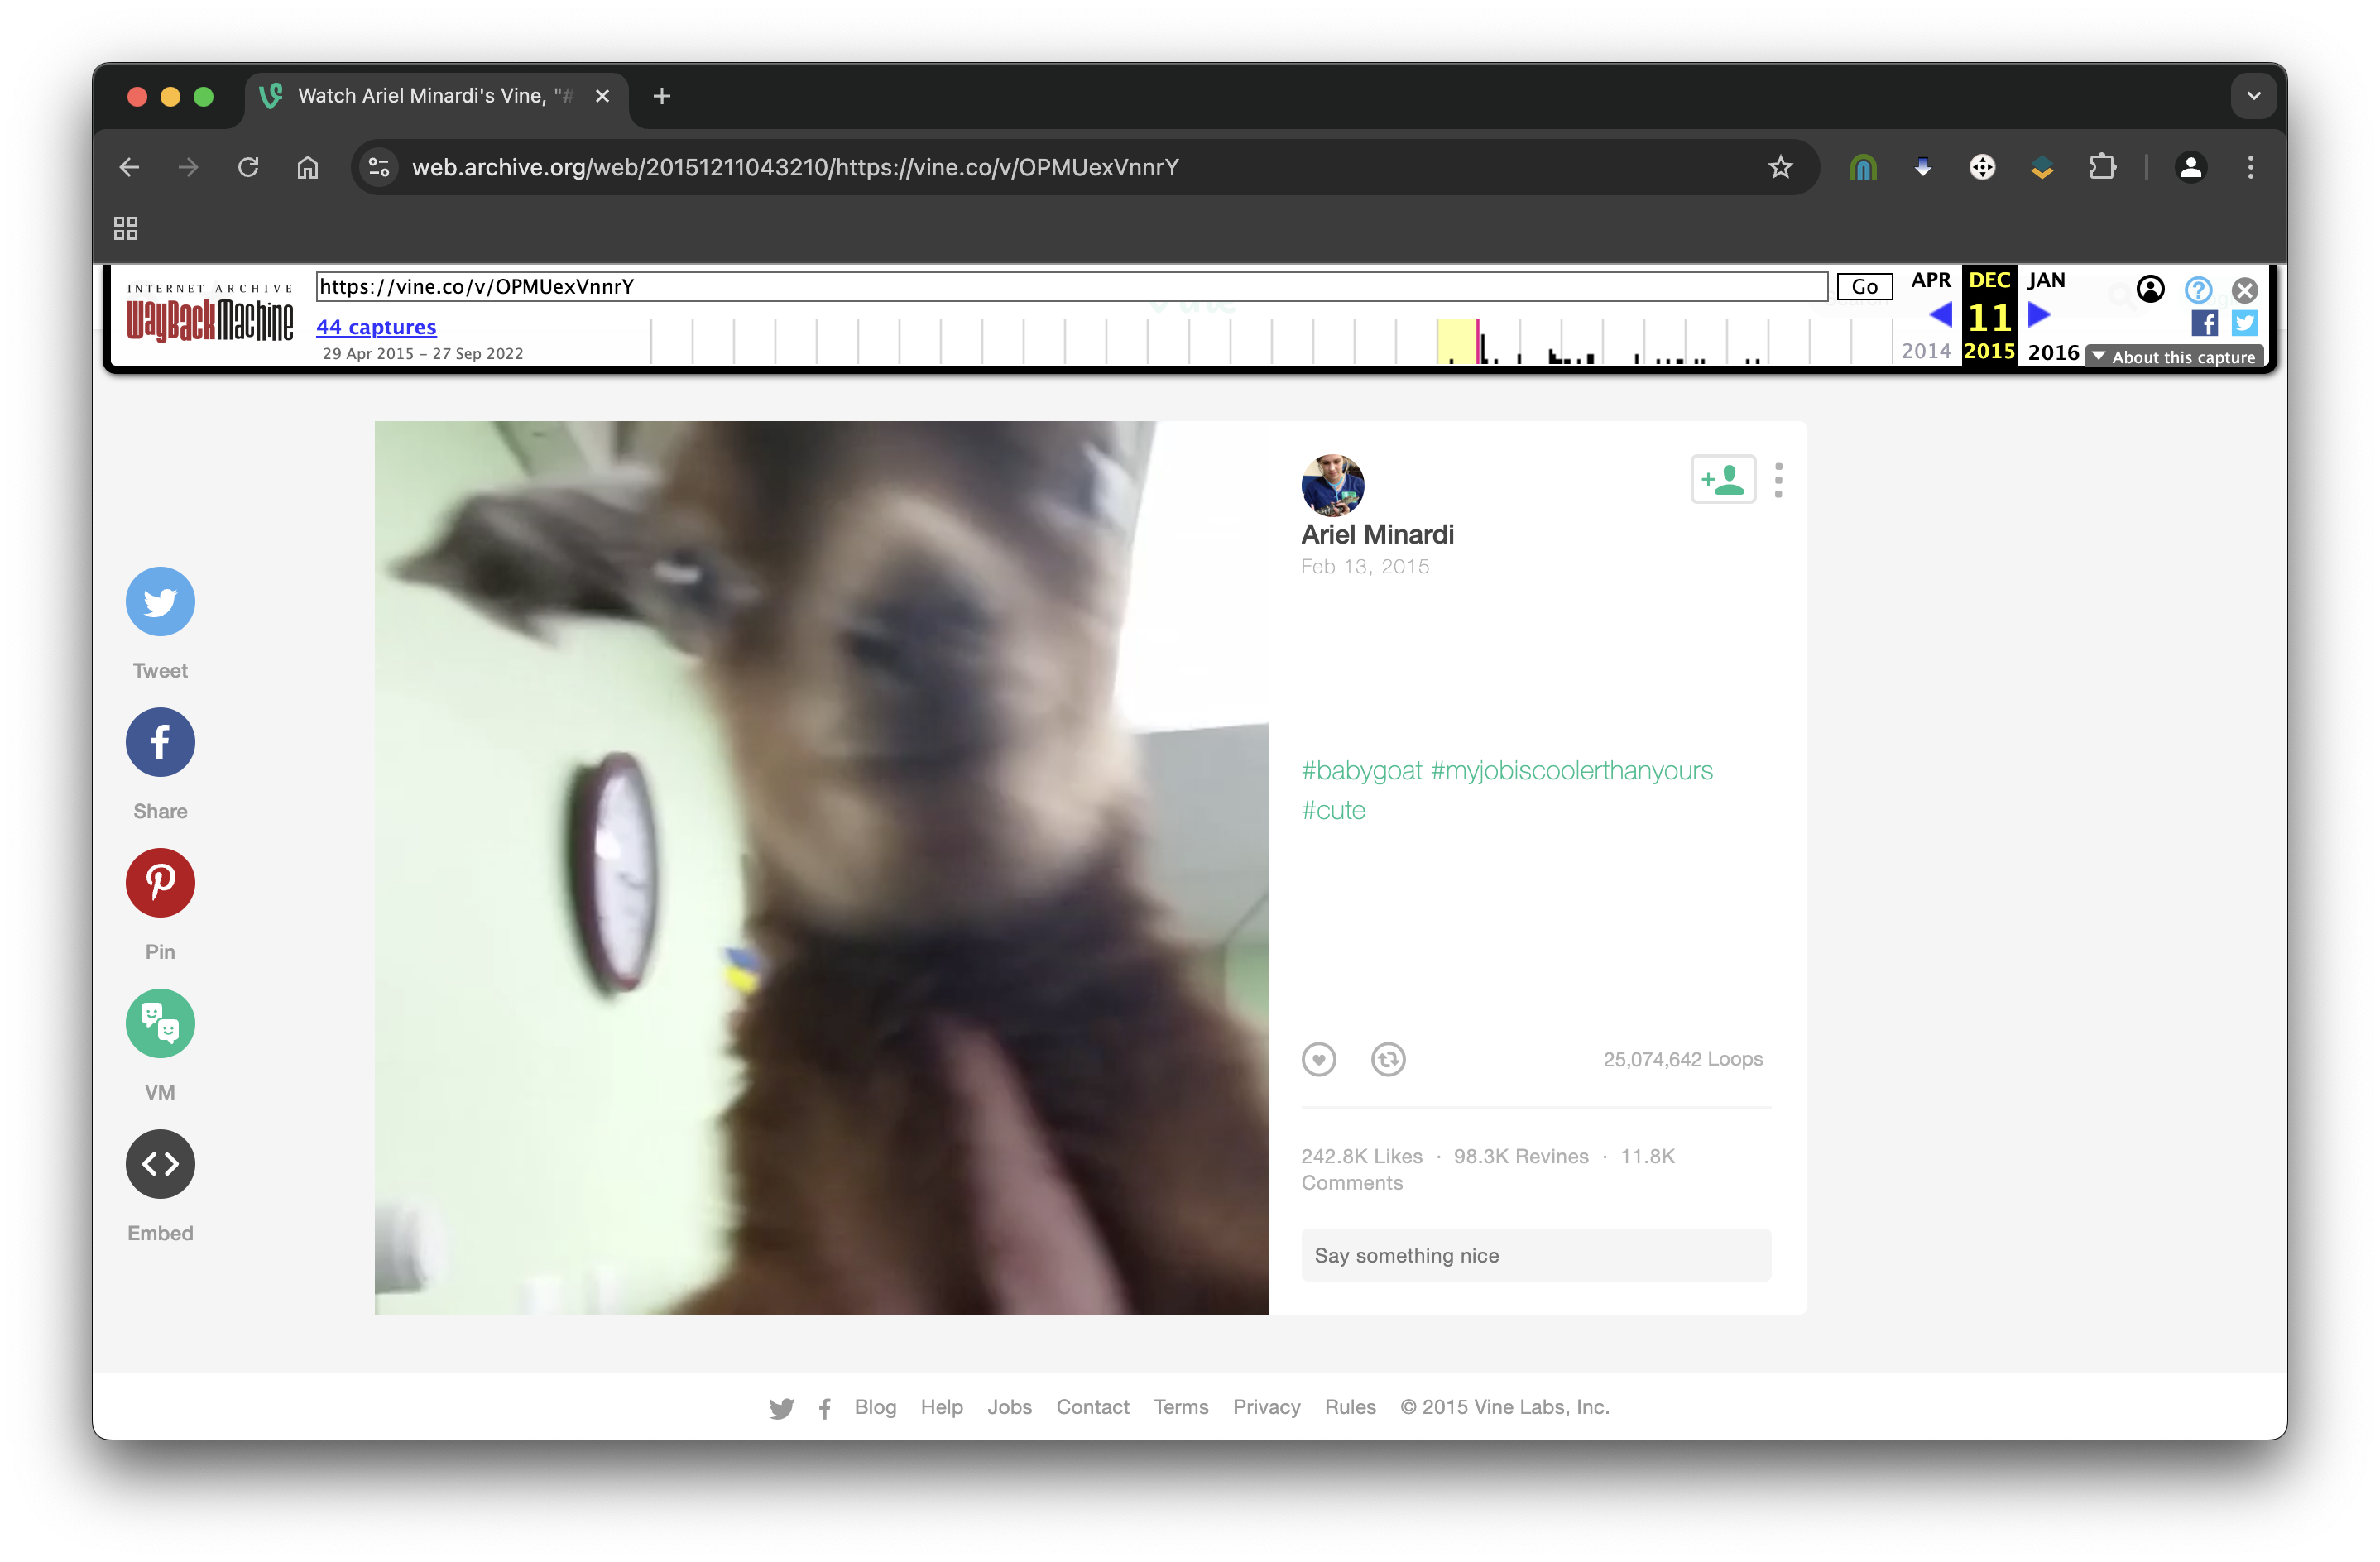 Watch Ariel Minardi's Vine, "#
web.archive.org/web/20151211043210/https://vine.co/v/OPMUexVnnrY
INTERNET ARCHIVE
WayBackMachine
https://vine.co/v/OPMUexVnnrY
Go
44 captures
29 Apr 2015 – 27 Sep 2022
APR DEC JAN
11
2014 2015 2016
About this capture
Ariel Minardi
Feb 13, 2015
#babygoat #myjobiscoolerthanyours
#cute
25,074,642 Loops
242.8K Likes · 98.3K Revines · 11.8K
Comments
Say something nice
Tweet
Share
Pin
VM
Embed
Blog Help Jobs Contact Terms Privacy Rules © 2015 Vine Labs, Inc.